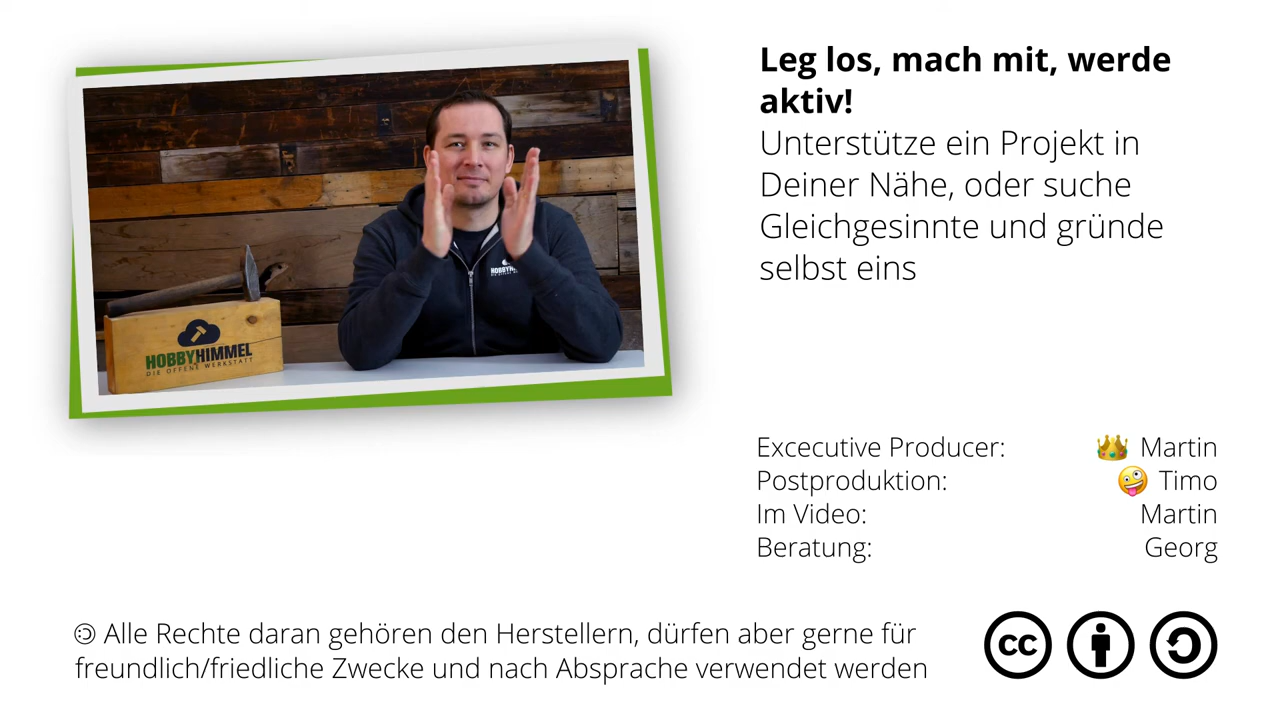 Leg los, mach mit, werde
aktiv!
Unterstütze ein Projekt in
Deiner Nähe, oder suche
Gleichgesinnte und gründe
selbst eins
HOBBYHIMMEL
DIE OFFENE WERKSTATT
Excecutive Producer: 👑 Martin
Postproduktion: 🤪 Timo
Im Video: Martin
Beratung: Georg
Alle Rechte daran gehören den Herstellern, dürfen aber gerne für
freundlich/friedliche Zwecke und nach Absprache verwendet werden
cc